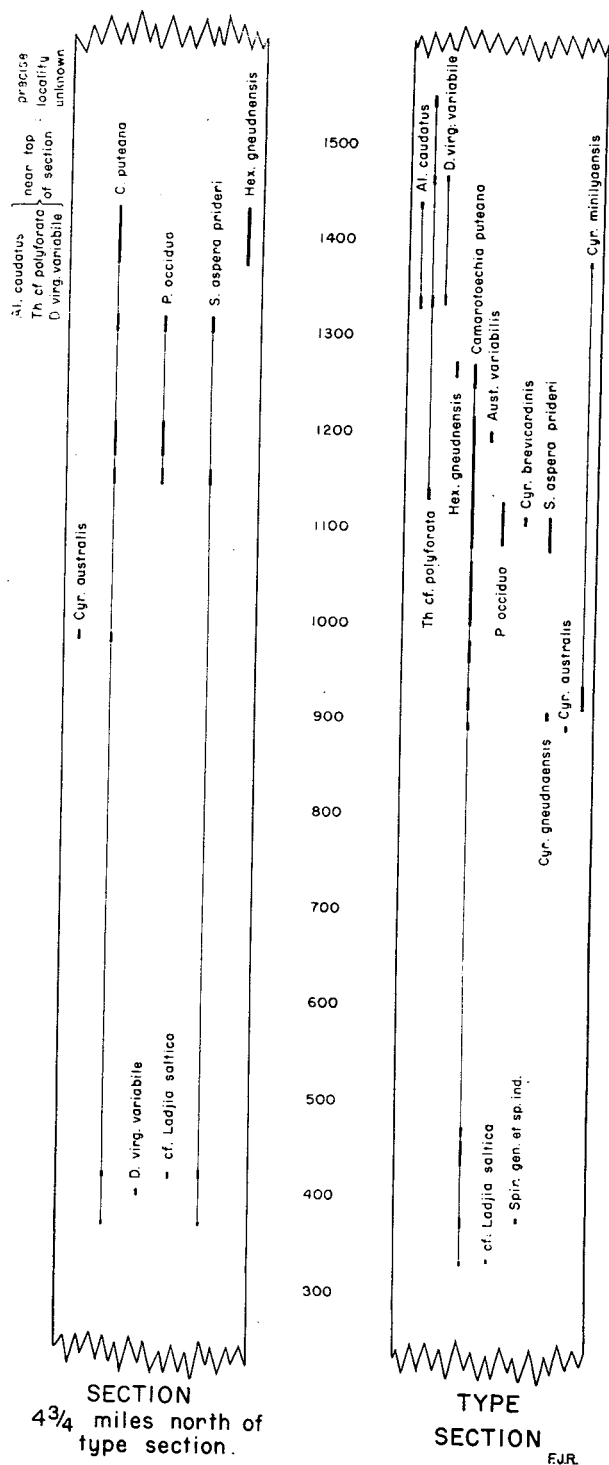 Al. caudatus
Th cf polyforata
D. virg. variabile
near top
of section :
precise
locality
unknown
C. puteana
P. occiduo
S. aspera prideri
Hex. gneudnensis
Cyr. australis
D. virg. variabile
cf. Ladjia saltica
1500
1400
1300
1200
1100
1000
900
800
700
600
500
400
300
Al. caudatus
D. virg. variabile
Th cf. polyforata
Hex. gneudnensis
Camarotoechia puteana
Aust. variabilis
P occiduo
Cyr. brevicardinis
S. aspera prideri
Cyr. minilyaensis
Cyr. gneudnaensis
Cyr. australis
cf. Ladjia saltica
Spir. gen. et sp. ind.
SECTION
4¾ miles north of
type section.
TYPE
SECTION
F.J.R.